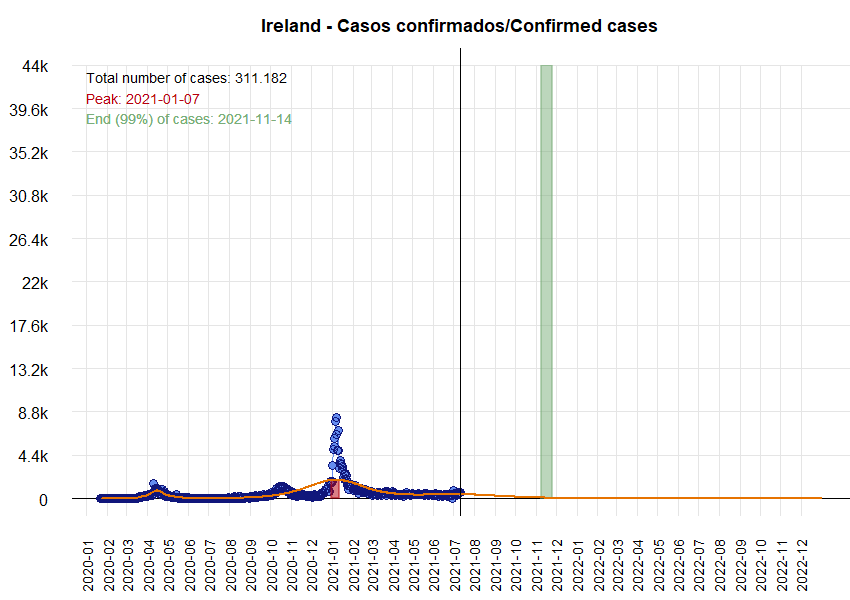 Ireland - Casos confirmados/Confirmed cases
44k
39.6k
35.2k
30.8k
26.4k
22k
17.6k
13.2k
8.8k
4.4k
0
Total number of cases: 311.182
Peak: 2021-01-07
End (99%) of cases: 2021-11-14
2020-01
2020-02
2020-03
2020-04
2020-05
2020-06
2020-07
2020-08
2020-09
2020-10
2020-11
2020-12
2021-01
2021-02
2021-03
2021-04
2021-05
2021-06
2021-07
2021-08
2021-09
2021-10
2021-11
2021-12
2022-01
2022-02
2022-03
2022-04
2022-05
2022-06
2022-07
2022-08
2022-09
2022-10
2022-11
2022-12